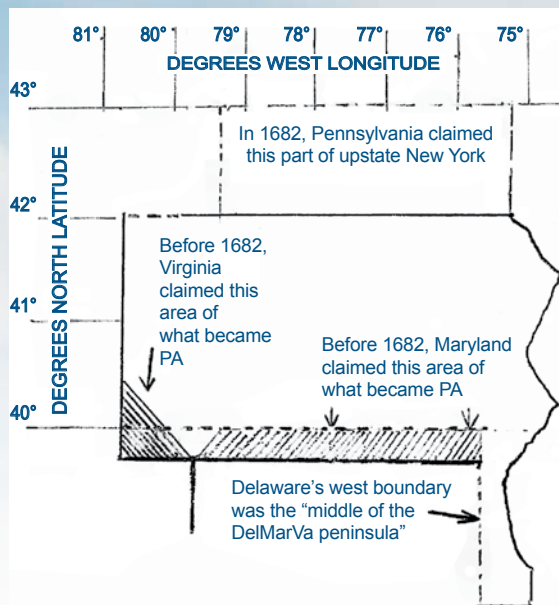 81° 80° 79° 78° 77° 76° 75°
DEGREES WEST LONGITUDE
43°
In 1682, Pennsylvania claimed
this part of upstate New York
42°
DEGREES NORTH LATITUDE
Before 1682,
Virginia
claimed this
area of
what became
PA
41°
Before 1682, Maryland
claimed this area of
what became PA
40°
Delaware's west boundary
was the “middle of the
DelMarVa peninsula”